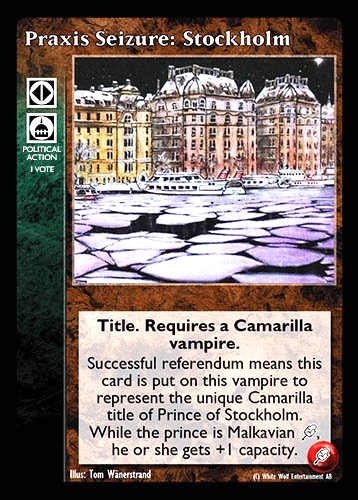 Praxis Seizure: Stockholm
POLITICAL
ACTION
1 VOTE
Title. Requires a Camarilla
vampire.
Successful referendum means this
card is put on this vampire to
represent the unique Camarilla
title of Prince of Stockholm.
While the prince is Malkavian ,
he or she gets +1 capacity.
Illus: Tom Wänerstrand
(C) White Wolf Entertainment AB